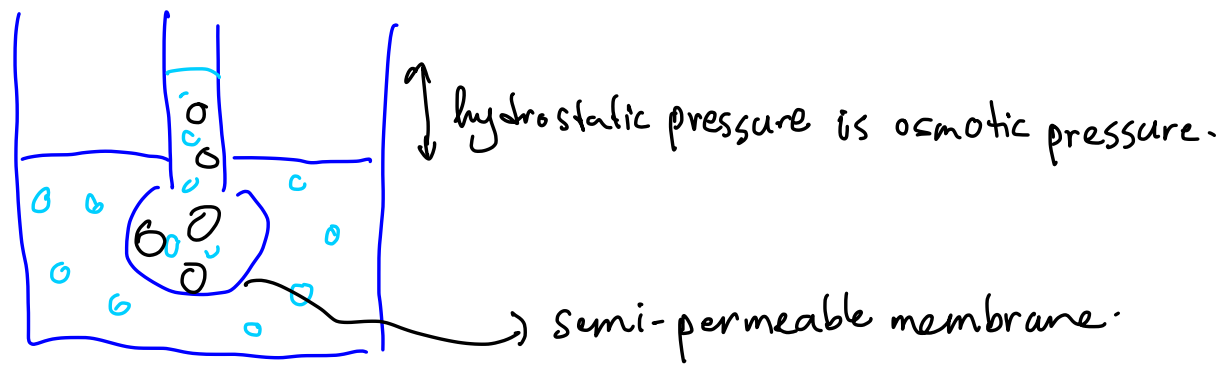 hydrostatic pressure is osmotic pressure.
semi-permeable membrane.